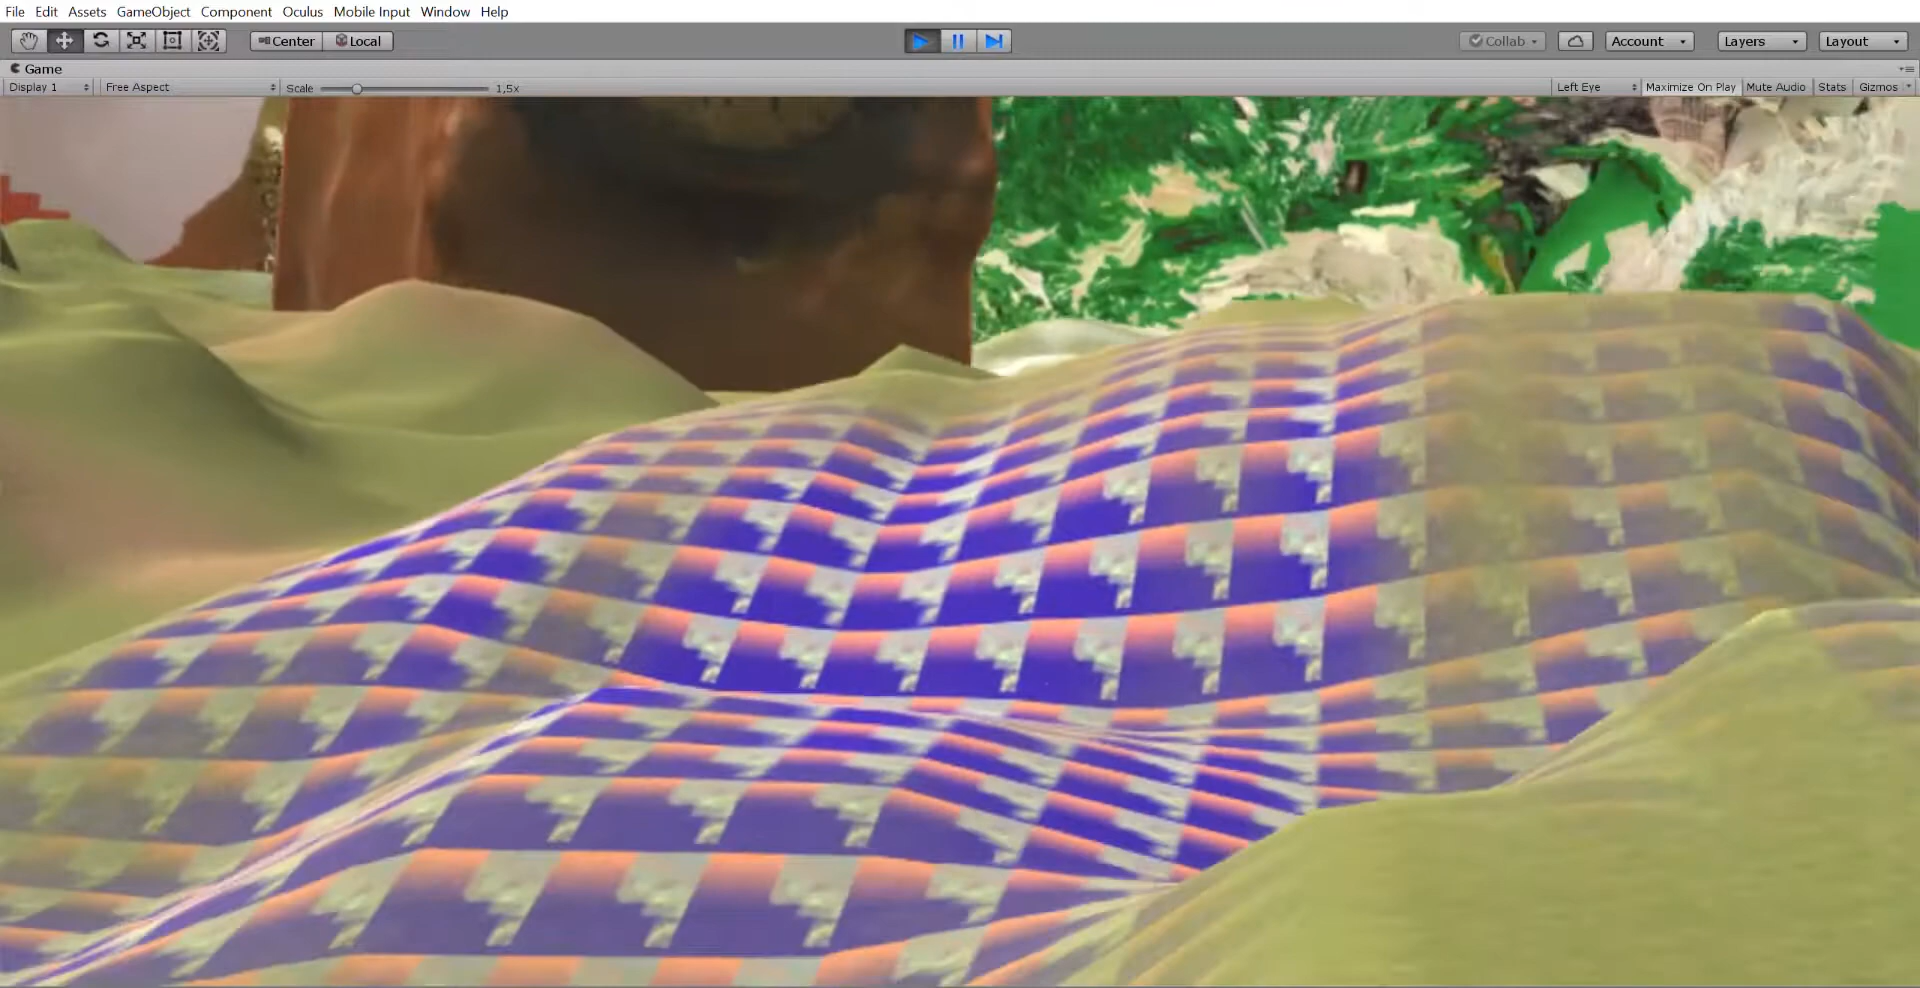 File Edit Assets GameObject Component Oculus Mobile Input Window Help
Center Local Collab Account Layers Layout
Game
Display 1 Free Aspect Scale 1,5x Left Eye Maximize On Play Mute Audio Stats Gizmos